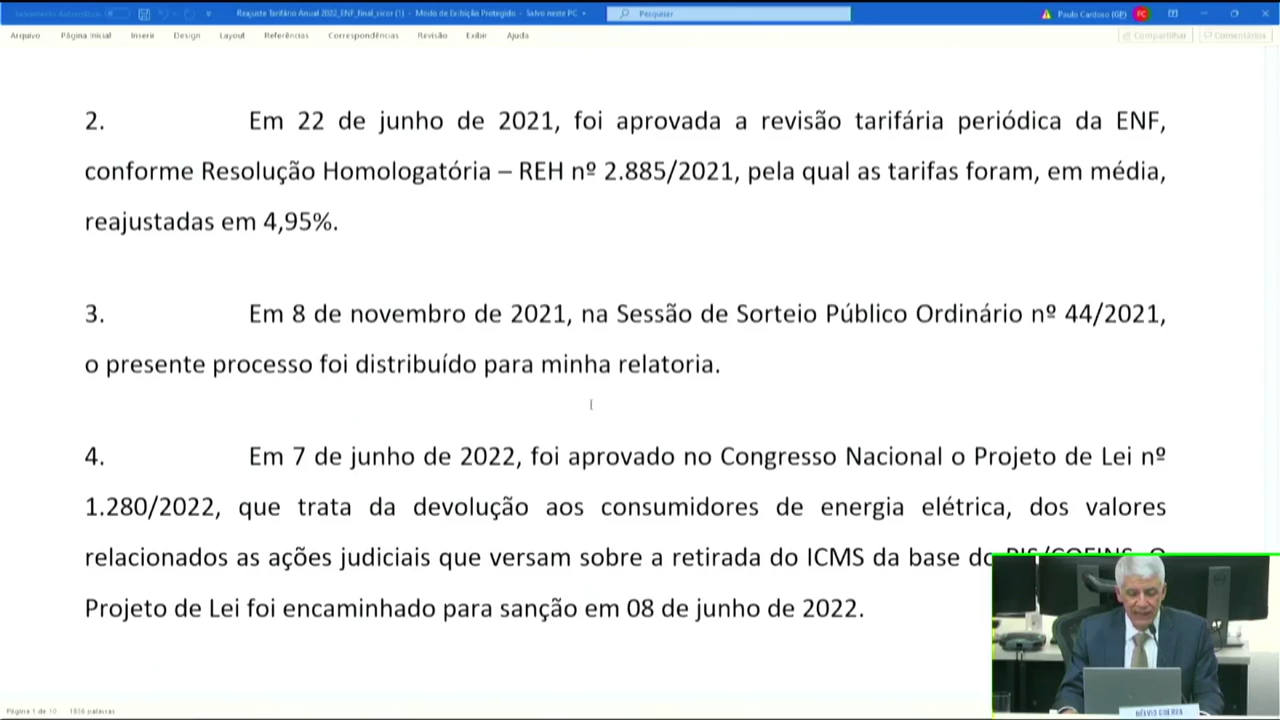 Reajuste Tarifário Anual 2022_ENF_final_sicor (1) - Modo de Exibição Protegido - Salvo neste PC
Pesquisar
Paulo Cardoso (GE) PC
Arquivo Página Inicial Inserir Design Layout Referências Correspondências Revisão Exibir Ajuda
Compartilhar Comentários
2. Em 22 de junho de 2021, foi aprovada a revisão tarifária periódica da ENF,
conforme Resolução Homologatória – REH nº 2.885/2021, pela qual as tarifas foram, em média,
reajustadas em 4,95%.
3. Em 8 de novembro de 2021, na Sessão de Sorteio Público Ordinário nº 44/2021,
o presente processo foi distribuído para minha relatoria.
4. Em 7 de junho de 2022, foi aprovado no Congresso Nacional o Projeto de Lei nº
1.280/2022, que trata da devolução aos consumidores de energia elétrica, dos valores
relacionados as ações judiciais que versam sobre a retirada do ICMS da base do PIS/COFINS. O
Projeto de Lei foi encaminhado para sanção em 08 de junho de 2022.
HÉLVIO GUERRA
Página 1 de 10 1836 palavras